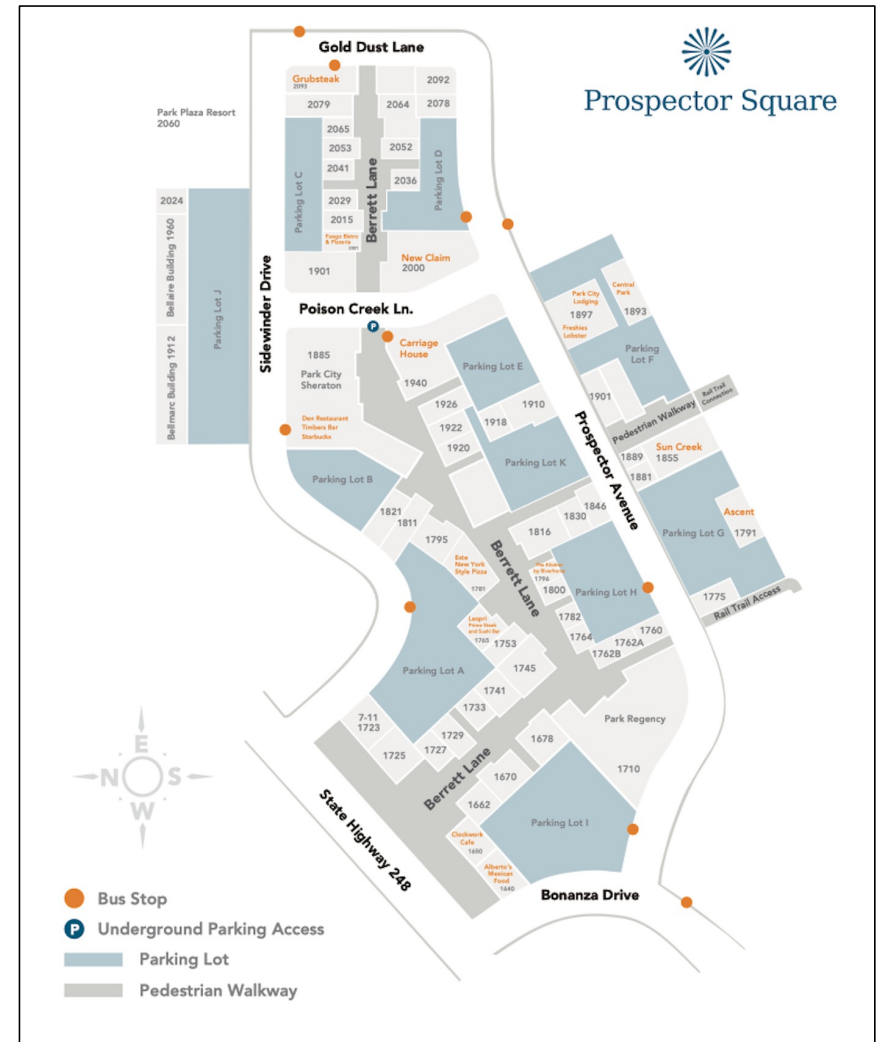 Gold Dust Lane
Prospector Square
Grubsteak
2093
2092
2079
2064
2078
Park Plaza Resort
2060
2065
2053
2052
2041
2036
Parking Lot C
Berrett Lane
Parking Lot D
2024
2029
2015
Fuego Bistro
& Pizzeria
Bellaire Building 1960
Parking Lot J
Sidewinder Drive
1901
New Claim
2000
Park City
Lodging
1897
Freshies
Lobster
Central
Park
1893
Poison Creek Ln.
P
Carriage
House
1940
1885
Park City
Sheraton
Bellmarc Building 1912
Parking Lot E
Parking
Lot F
1901
Rail Trail
Connection
Pedestrian Walkway
1926
1910
1918
1922
1920
Den Restaurant
Timbers Bar
Starbucks
Prospector Avenue
Sun Creek
1855
1889
1881
Parking Lot B
Parking Lot K
1821
1811
1795
1846
1830
1816
Ascent
1791
Parking Lot G
Berrett Lane
Este
New York
Style Pizza
1781
1796
1800
Parking Lot H
1775
Rail Trail Access
1782
1764
1760
1762A
1762B
1765
1753
1745
Parking Lot A
1741
1733
1729
1727
7-11
1723
1725
Park Regency
1710
1678
Berrett Lane
1670
1662
Parking Lot I
Clockwork
Cafe
1650
Alberto's
Mexican
Food
1640
State Highway 248
Bonanza Drive
E
N
S
W
Bus Stop
P
Underground Parking Access
Parking Lot
Pedestrian Walkway